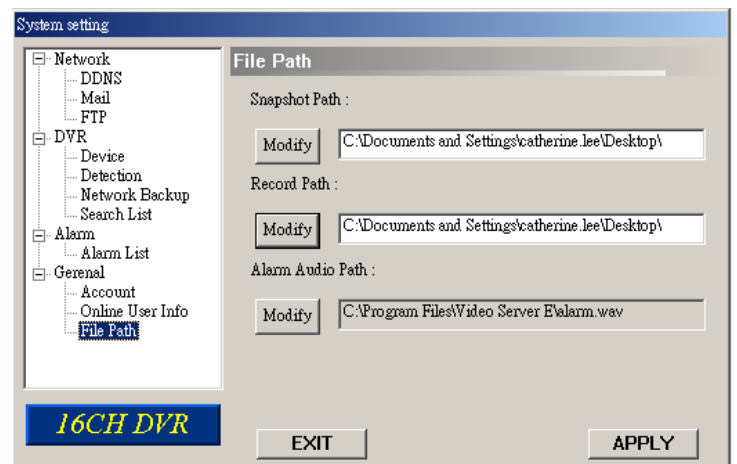 System setting
Network
DDNS
Mail
FTP
DVR
Device
Detection
Network Backup
Search List
Alarm
Alarm List
Gerenal
Account
Online User Info
File Path
16CH DVR
File Path
Snapshot Path :
Modify
C:\Documents and Settings\catherine.lee\Desktop\
Record Path :
Modify
C:\Documents and Settings\catherine.lee\Desktop\
Alarm Audio Path :
Modify
C:\Program Files\Video Server E\alarm.wav
EXIT
APPLY